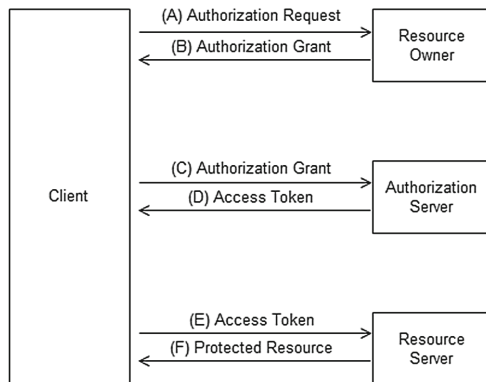 (A) Authorization Request
(B) Authorization Grant
Resource
Owner
Client
(C) Authorization Grant
(D) Access Token
Authorization
Server
(E) Access Token
(F) Protected Resource
Resource
Server